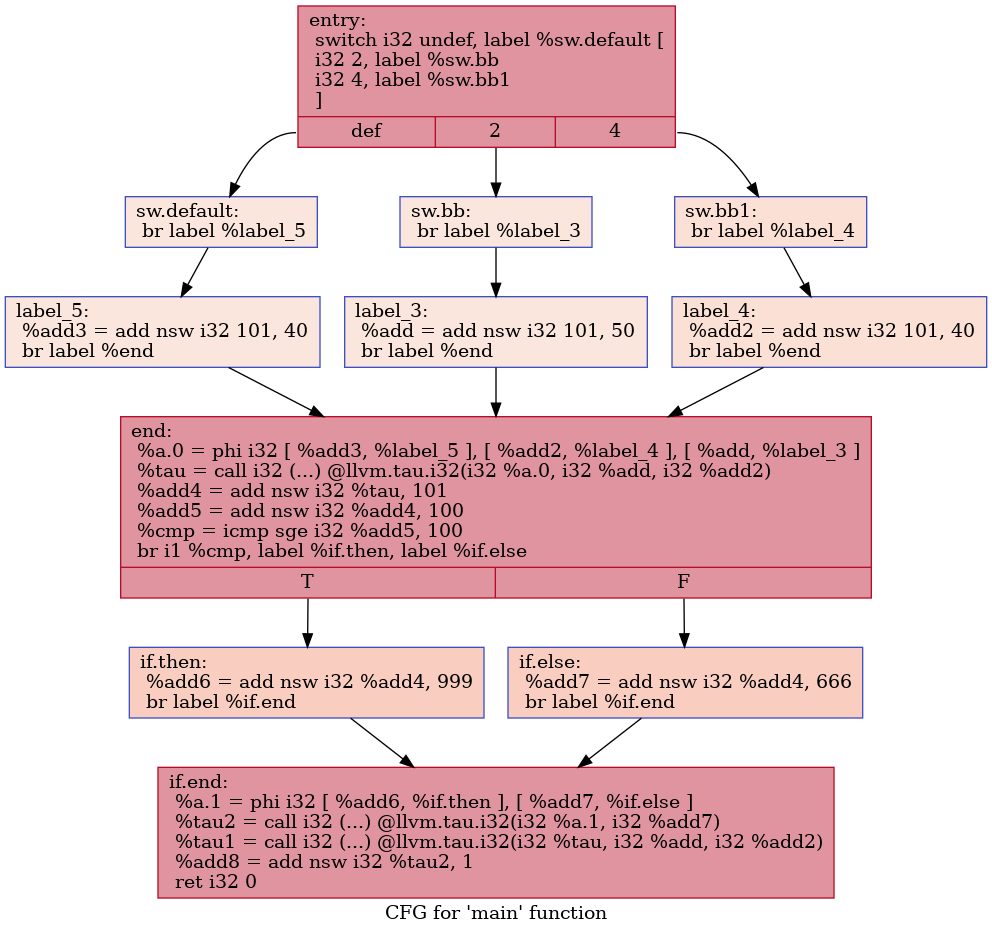 entry:
switch i32 undef, label %sw.default [
i32 2, label %sw.bb
i32 4, label %sw.bb1
]
def 2 4
sw.default:
br label %label_5
sw.bb:
br label %label_3
sw.bb1:
br label %label_4
label_5:
%add3 = add nsw i32 101, 40
br label %end
label_3:
%add = add nsw i32 101, 50
br label %end
label_4:
%add2 = add nsw i32 101, 40
br label %end
end:
%a.0 = phi i32 [ %add3, %label_5 ], [ %add2, %label_4 ], [ %add, %label_3 ]
%tau = call i32 (...) @llvm.tau.i32(i32 %a.0, i32 %add, i32 %add2)
%add4 = add nsw i32 %tau, 101
%add5 = add nsw i32 %add4, 100
%cmp = icmp sge i32 %add5, 100
br i1 %cmp, label %if.then, label %if.else
T F
if.then:
%add6 = add nsw i32 %add4, 999
br label %if.end
if.else:
%add7 = add nsw i32 %add4, 666
br label %if.end
if.end:
%a.1 = phi i32 [ %add6, %if.then ], [ %add7, %if.else ]
%tau2 = call i32 (...) @llvm.tau.i32(i32 %a.1, i32 %add7)
%tau1 = call i32 (...) @llvm.tau.i32(i32 %tau, i32 %add, i32 %add2)
%add8 = add nsw i32 %tau2, 1
ret i32 0
CFG for 'main' function